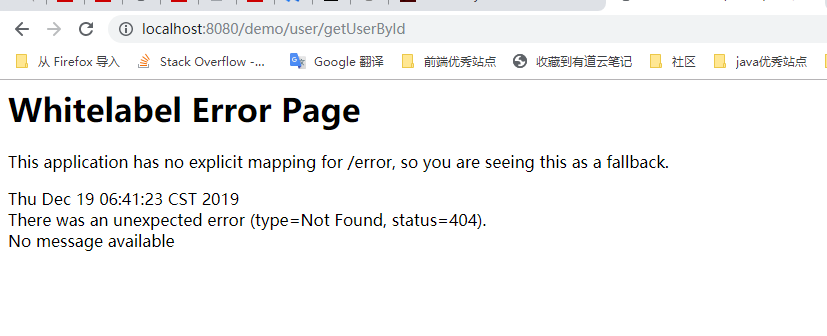 localhost:8080/demo/user/getUserById
从 Firefox 导入 Stack Overflow -... Google 翻译 前端优秀站点 收藏到有道云笔记 社区 java优秀站点
Whitelabel Error Page
This application has no explicit mapping for /error, so you are seeing this as a fallback.
Thu Dec 19 06:41:23 CST 2019
There was an unexpected error (type=Not Found, status=404).
No message available